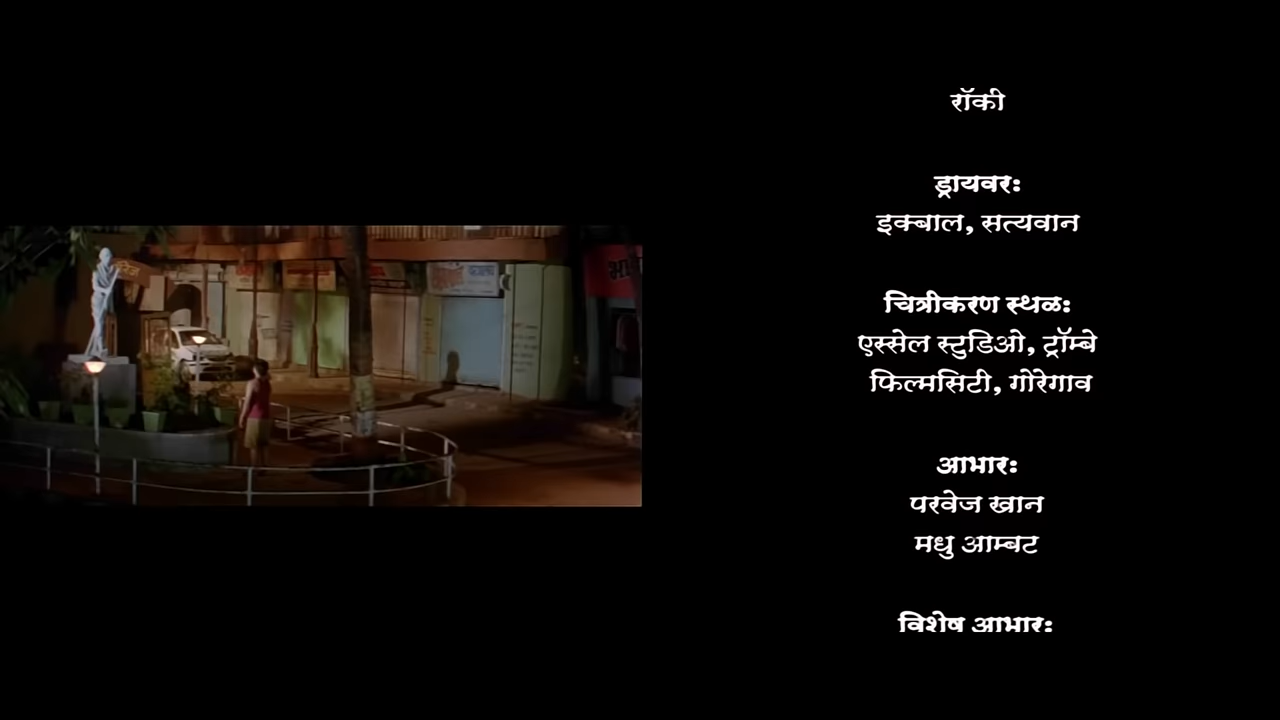 रॉकी
ड्रायवर:
इक्बाल, सत्यवान
चित्रीकरण स्थळ:
एस्सेल स्टुडिओ, ट्रॉम्बे
फिल्मसिटी, गोरेगाव
आभार:
परवेज खान
मधु आम्बट
विशेष आभार: